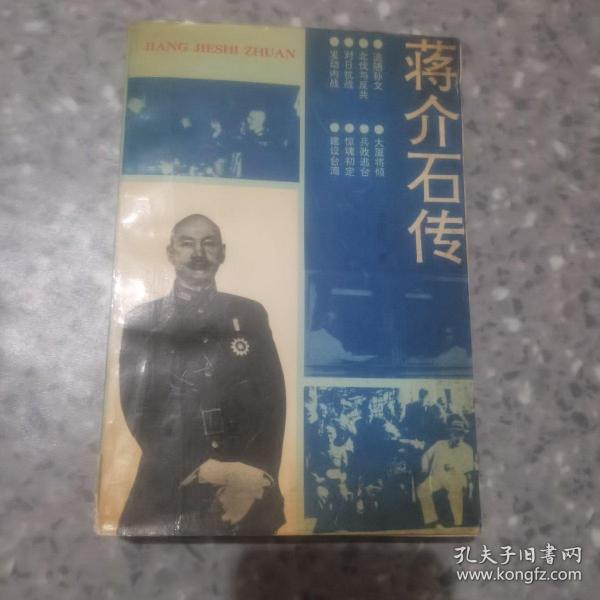 JIANG JIESHI ZHUAN
蒋介石传
●追随孙文
●北伐与反共
●对日抗战
●发动内战
●大厦将倾
●兵败逃台
●惊魂初定
●建设台湾
孔夫子旧书网
www.kongfz.com